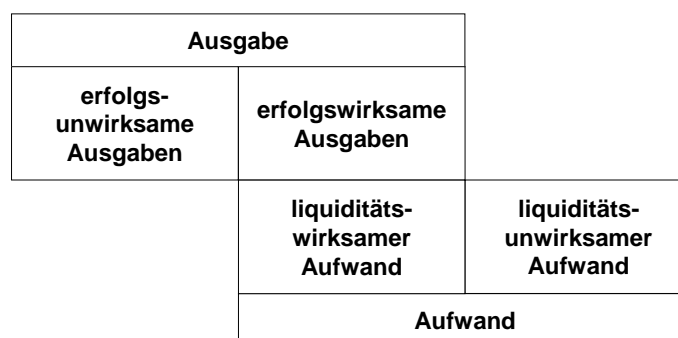 Ausgabe
erfolgs-
unwirksame
Ausgaben
erfolgswirksame
Ausgaben
liquiditäts-
wirksamer
Aufwand
liquiditäts-
unwirksamer
Aufwand
Aufwand